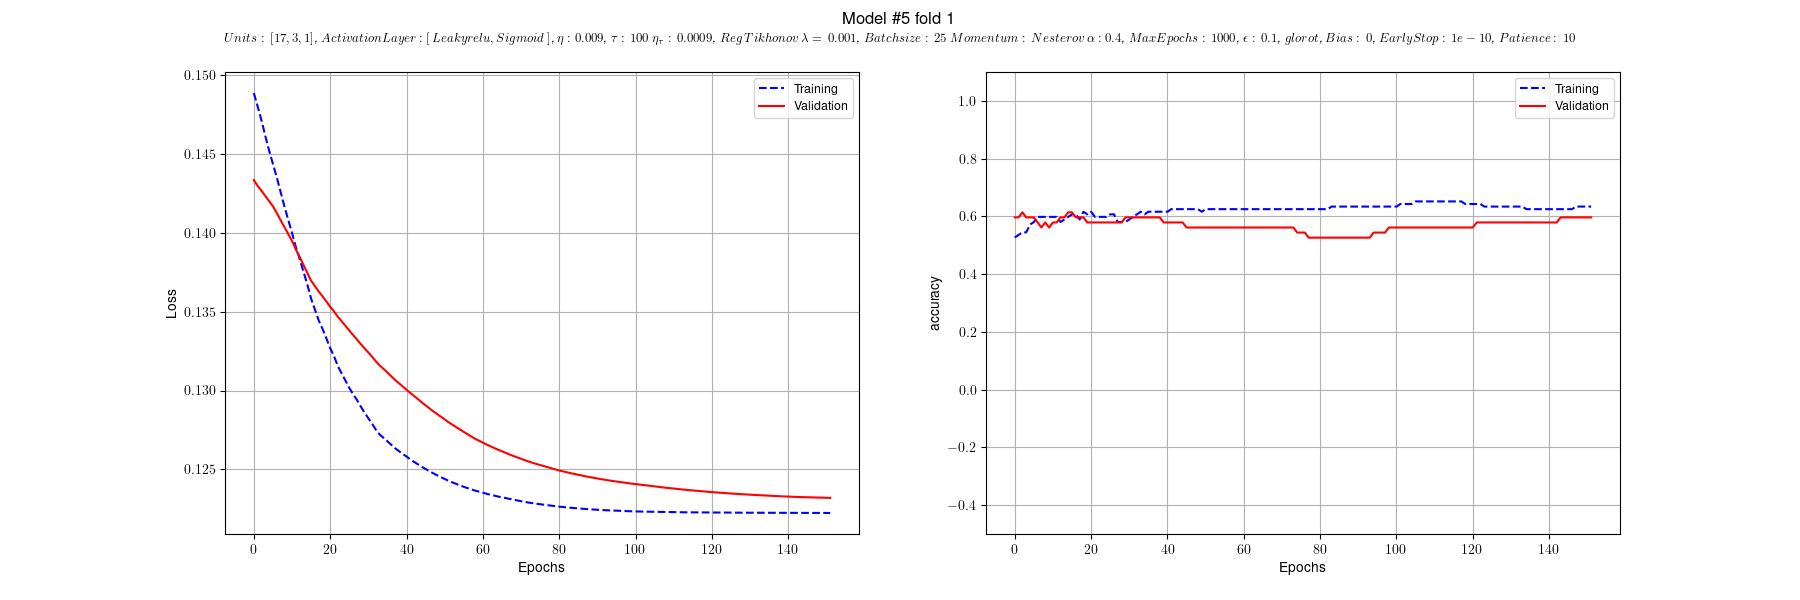 Model #5 fold 1
Units : [17, 3, 1], ActivationLayer : [ Leakyrelu, Sigmoid ], η : 0.009, τ : 100 ητ : 0.0009, RegTikhonov λ = 0.001, Batchsize : 25 Momentum : Nesterov α : 0.4, MaxEpochs : 1000, ϵ : 0.1, glorot, Bias : 0, EarlyStop : 1e − 10, Patience : 10
0.150
0.145
0.140
0.135
0.130
0.125
Loss
0 20 40 60 80 100 120 140
Epochs
Training
Validation
1.0
0.8
0.6
0.4
0.2
0.0
−0.2
−0.4
accuracy
0 20 40 60 80 100 120 140
Epochs
Training
Validation